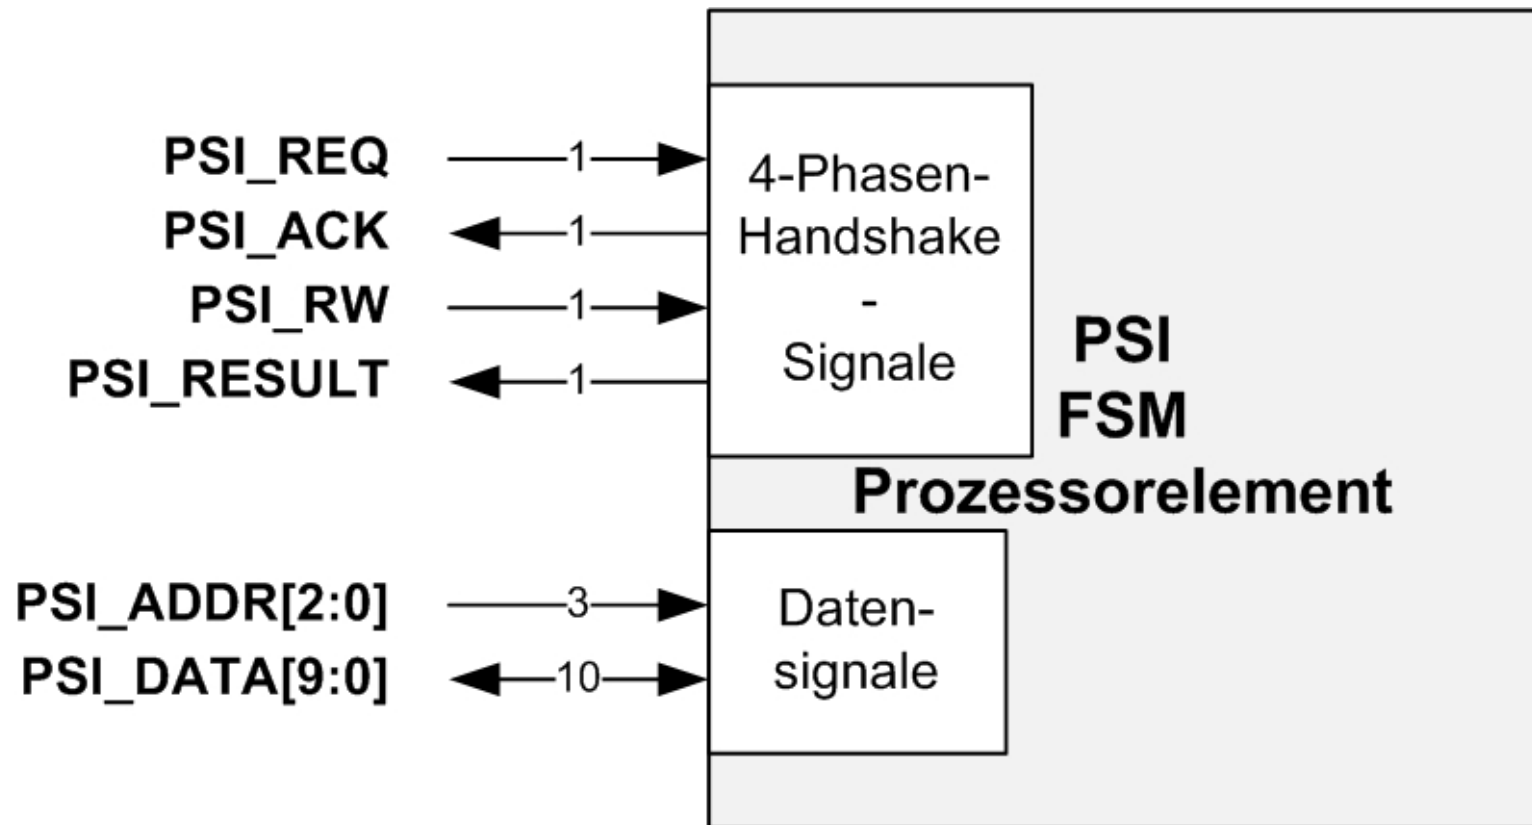 PSI_REQ
1
PSI_ACK
1
PSI_RW
1
PSI_RESULT
1
4-Phasen-
Handshake
-
Signale
PSI
FSM
Prozessorelement
PSI_ADDR[2:0]
3
PSI_DATA[9:0]
10
Daten-
signale